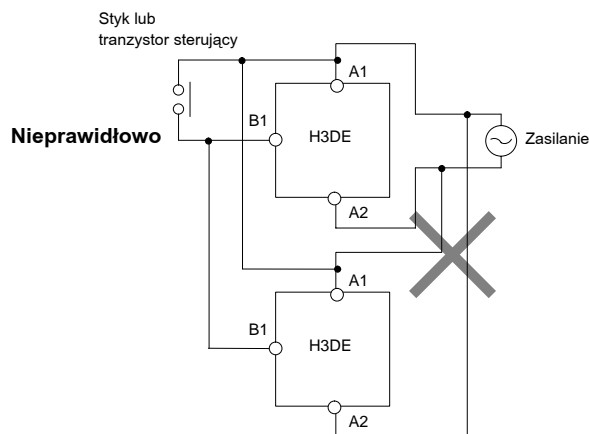 Styk lub
tranzystor sterujący
A1
B1
H3DE
Nieprawidłowo
Zasilanie
A2
A1
B1
H3DE
A2